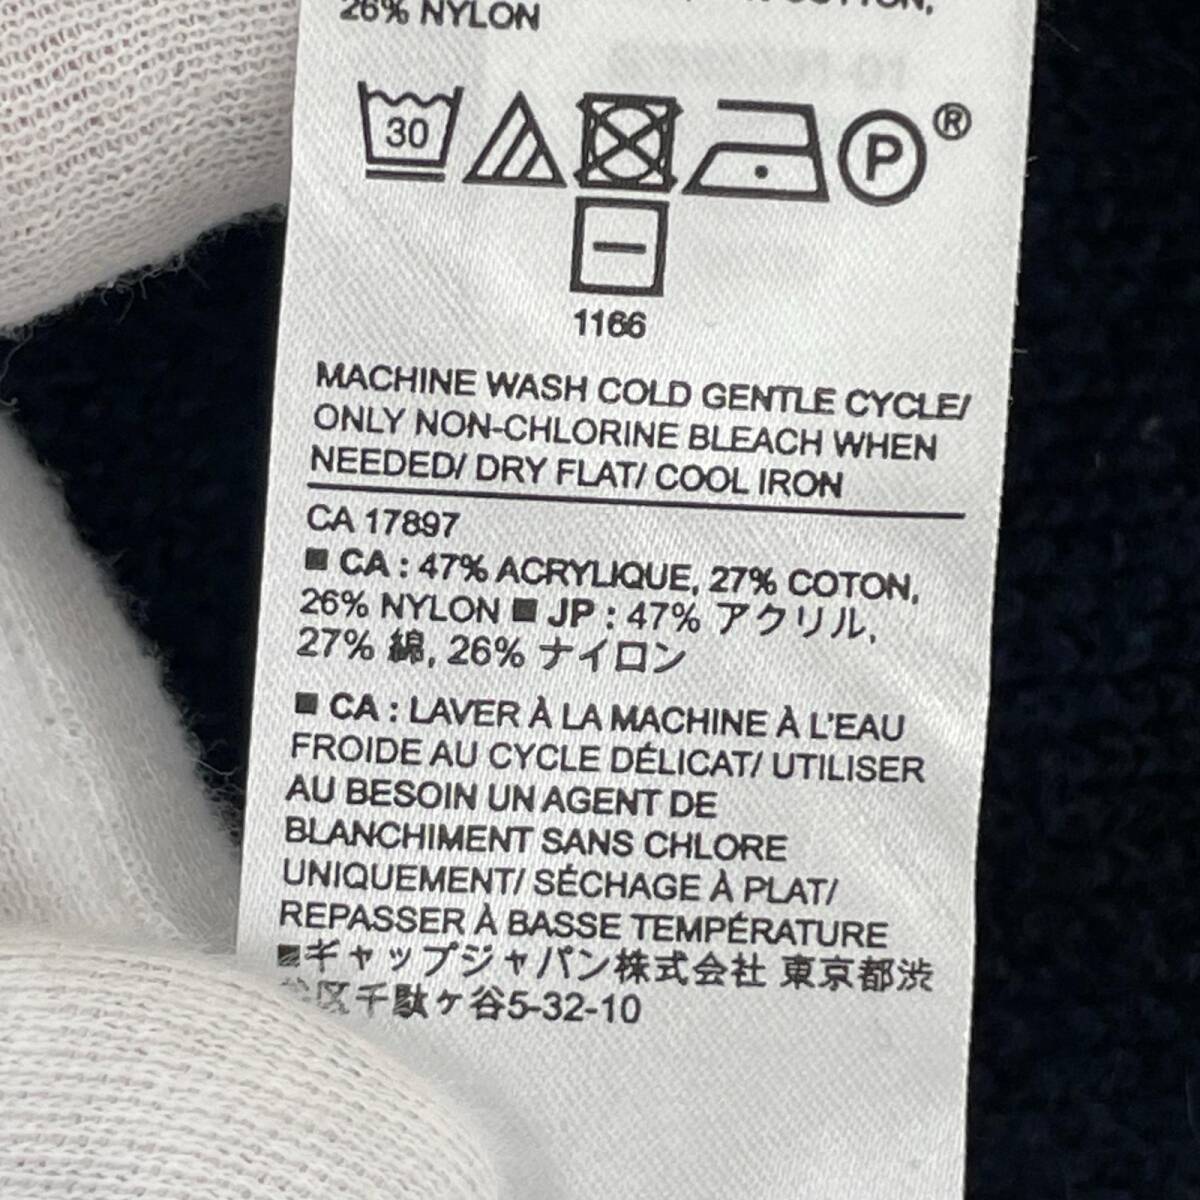 COTTON,
26% NYLON
30
P
®
1166
MACHINE WASH COLD GENTLE CYCLE/
ONLY NON-CHLORINE BLEACH WHEN
NEEDED/ DRY FLAT/ COOL IRON
CA 17897
■ CA : 47% ACRYLIQUE, 27% COTON,
26% NYLON ■ JP : 47% アクリル,
27% 綿, 26% ナイロン
■ CA : LAVER À LA MACHINE À L'EAU
FROIDE AU CYCLE DÉLICAT/ UTILISER
AU BESOIN UN AGENT DE
BLANCHIMENT SANS CHLORE
UNIQUEMENT/ SÉCHAGE À PLAT/
REPASSER À BASSE TEMPÉRATURE
■ギャップジャパン株式会社 東京都渋
谷区千駄ヶ谷5-32-10